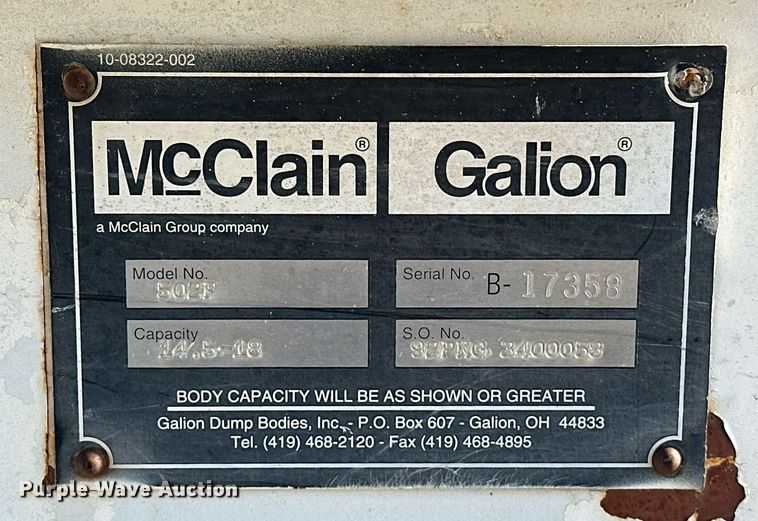 10-08322-002
McClain®
Galion®
a McClain Group company
Model No.
Serial No. B- 17358
Capacity 14.5-18
S.O. No.
BODY CAPACITY WILL BE AS SHOWN OR GREATER
Galion Dump Bodies, Inc. - P.O. Box 607 - Galion, OH 44833
Tel. (419) 468-2120 - Fax (419) 468-4895
Purple Wave Auction